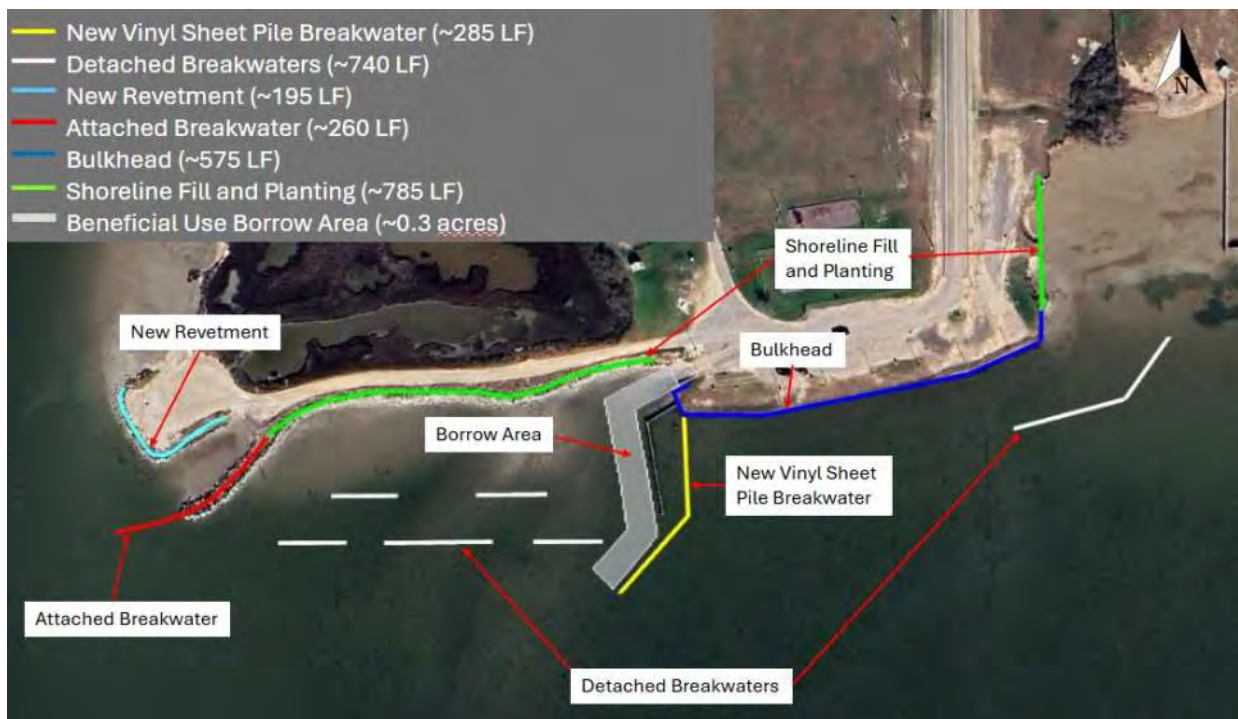 New Vinyl Sheet Pile Breakwater (~285 LF)
Detached Breakwaters (~740 LF)
New Revetment (~195 LF)
Attached Breakwater (~260 LF)
Bulkhead (~575 LF)
Shoreline Fill and Planting (~785 LF)
Beneficial Use Borrow Area (~0.3 acres)
N
Shoreline Fill
and Planting
New Revetment
Bulkhead
Borrow Area
New Vinyl Sheet
Pile Breakwater
Attached Breakwater
Detached Breakwaters